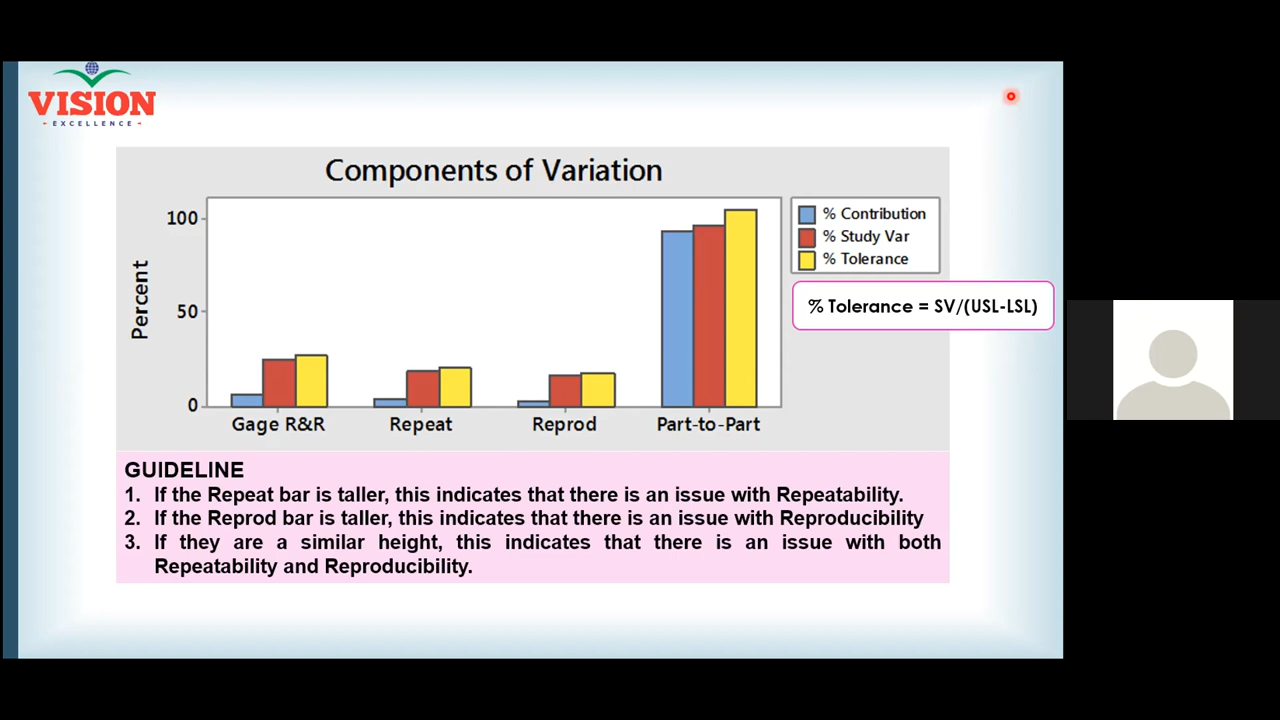 VISION
- EXCELLENCE -
Components of Variation
Percent
100
50
0
Gage R&R
Repeat
Reprod
Part-to-Part
% Contribution
% Study Var
% Tolerance
% Tolerance = SV/(USL-LSL)
GUIDELINE
1. If the Repeat bar is taller, this indicates that there is an issue with Repeatability.
2. If the Reprod bar is taller, this indicates that there is an issue with Reproducibility
3. If they are a similar height, this indicates that there is an issue with both
Repeatability and Reproducibility.